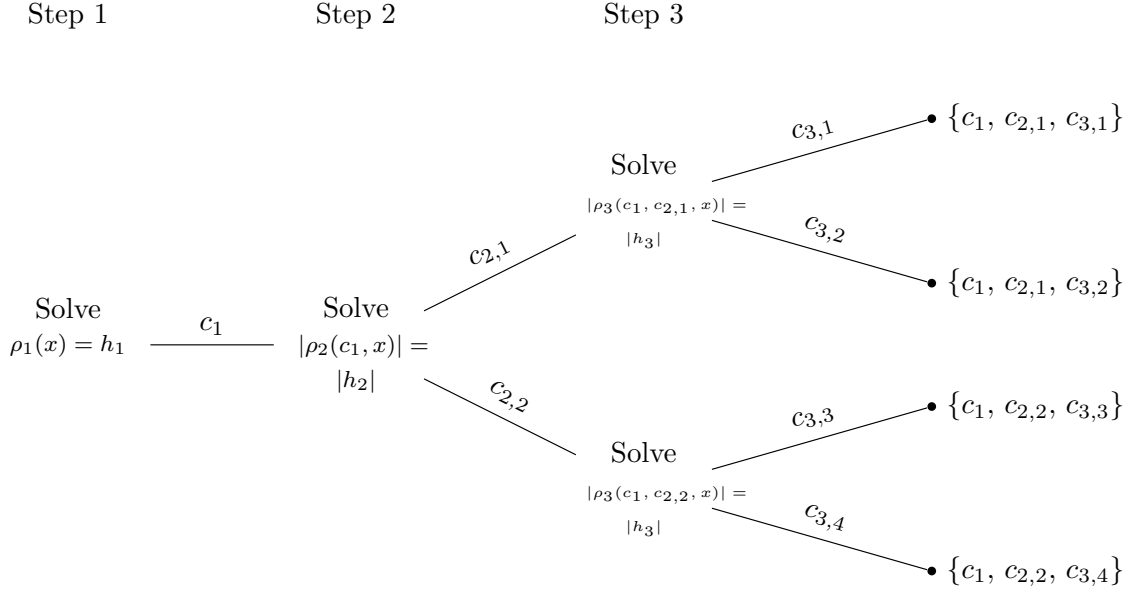 Step 1 Step 2 Step 3
c_{3,1}
{c_1, c_{2,1}, c_{3,1}}
Solve
|ρ_3(c_1, c_{2,1}, x)| =
|h_3|
c_{3,2}
{c_1, c_{2,1}, c_{3,2}}
c_{2,1}
Solve
ρ_1(x) = h_1
c_1
Solve
|ρ_2(c_1, x)| =
|h_2|
c_{2,2}
c_{3,3}
{c_1, c_{2,2}, c_{3,3}}
Solve
|ρ_3(c_1, c_{2,2}, x)| =
|h_3|
c_{3,4}
{c_1, c_{2,2}, c_{3,4}}